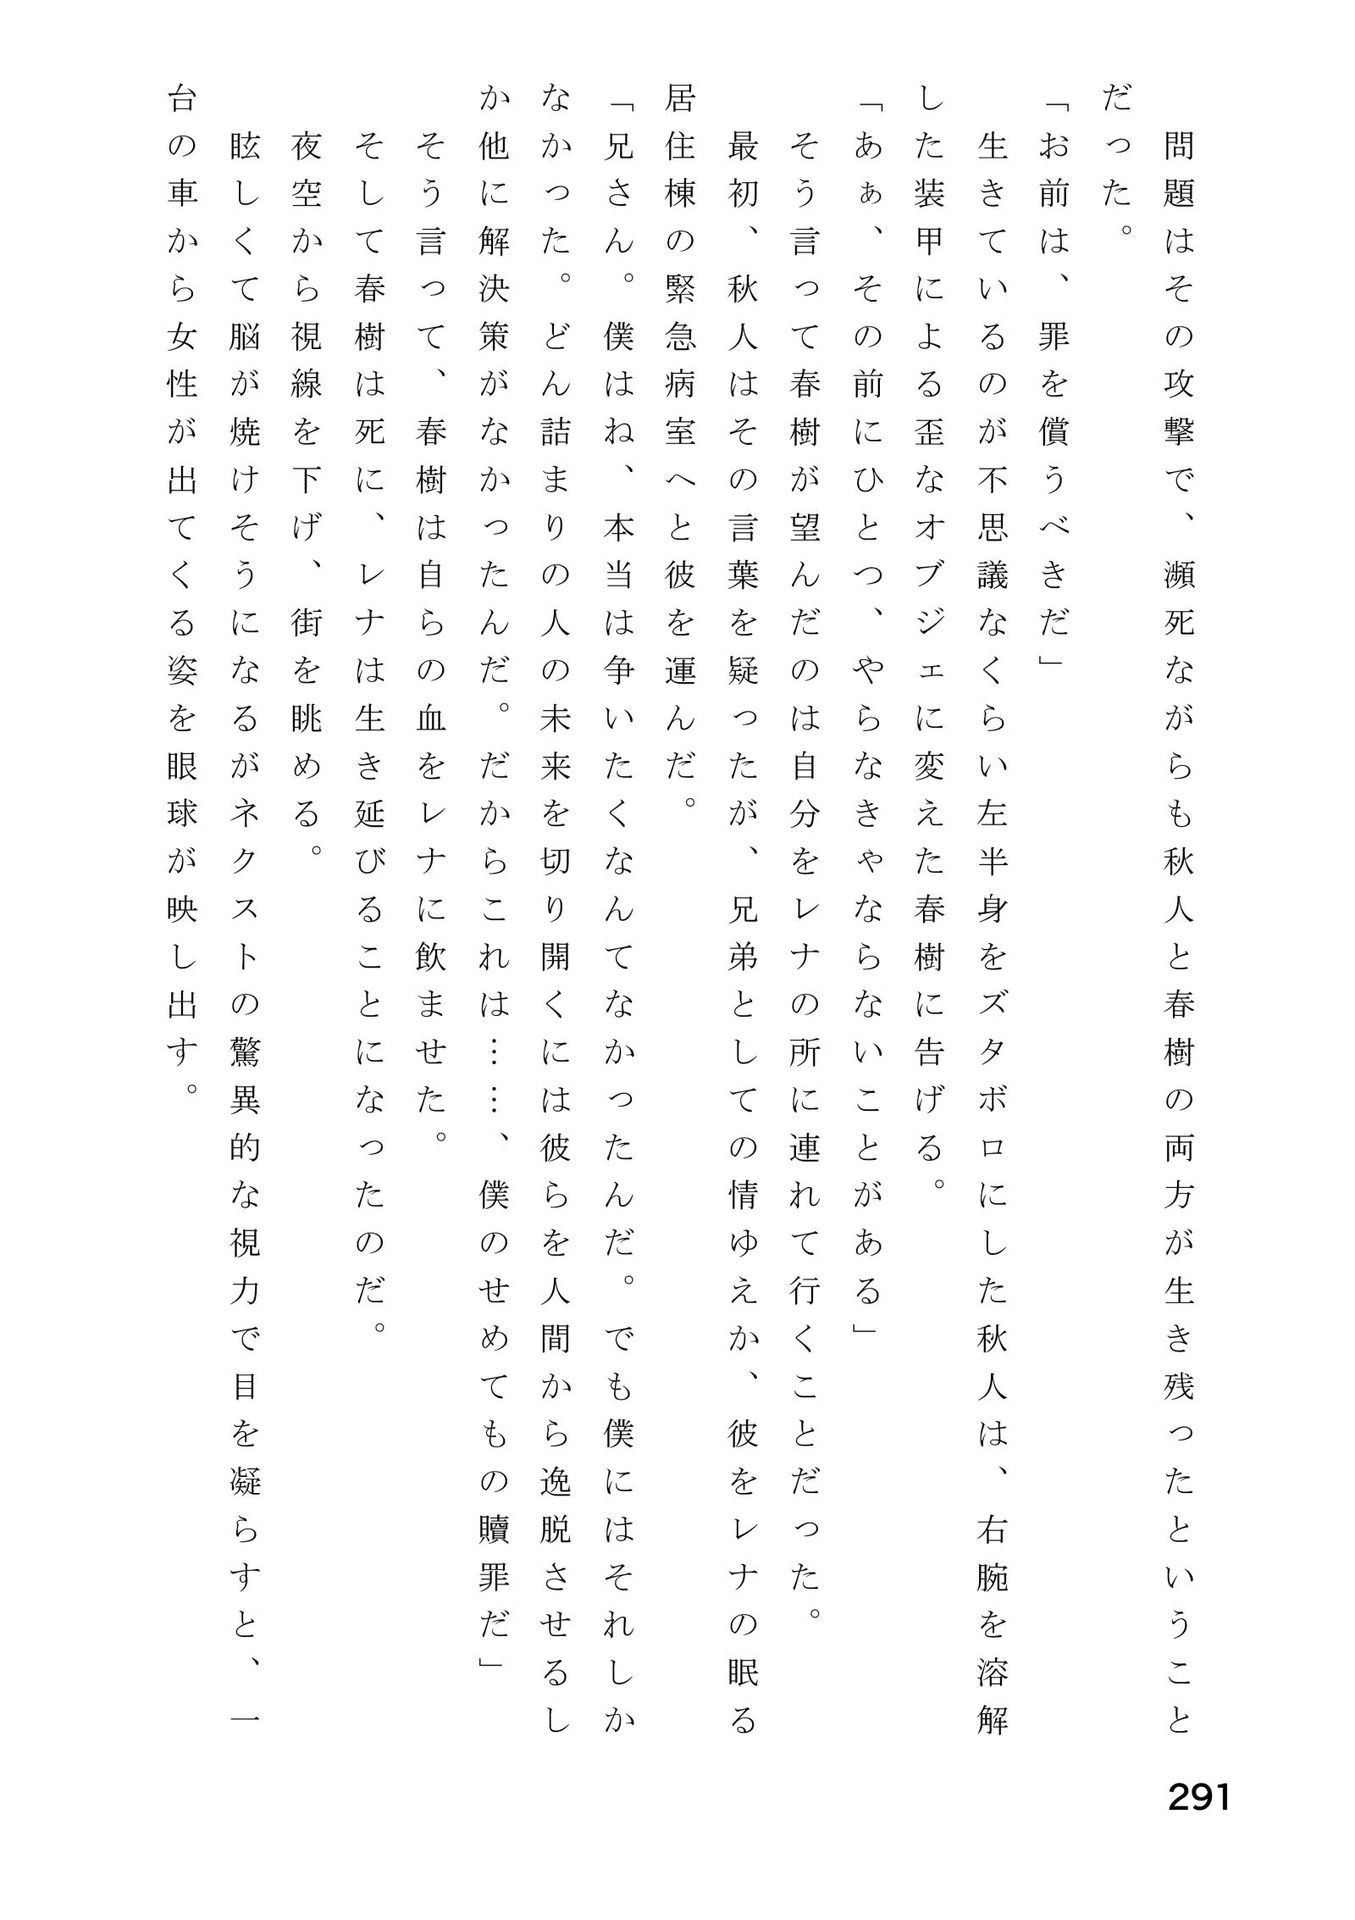 問題はその攻撃で、瀕死ながらも秋人と春樹の両方が生き残ったということ
だった。
「お前は、罪を償うべきだ」
　生きているのが不思議なくらい左半身をズタボロにした秋人は、右腕を溶解
した装甲による歪なオブジェに変えた春樹に告げる。
「あぁ、その前にひとつ、やらなきゃならないことがある」
　そう言って春樹が望んだのは自分をレナの所に連れて行くことだった。
　最初、秋人はその言葉を疑ったが、兄弟としての情ゆえか、彼をレナの眠る
居住棟の緊急病室へと彼を運んだ。
「兄さん。僕はね、本当は争いたくなんてなかったんだ。でも僕にはそれしか
なかった。どん詰まりの人の未来を切り開くには彼らを人間から逸脱させるし
か他に解決策がなかったんだ。だからこれは……、僕のせめてもの贖罪だ」
　そう言って、春樹は自らの血をレナに飲ませた。
　そして春樹は死に、レナは生き延びることになったのだ。
　夜空から視線を下げ、街を眺める。
　眩しくて脳が焼けそうになるがネクストの驚異的な視力で目を凝らすと、一
台の車から女性が出てくる姿を眼球が映し出す。
291